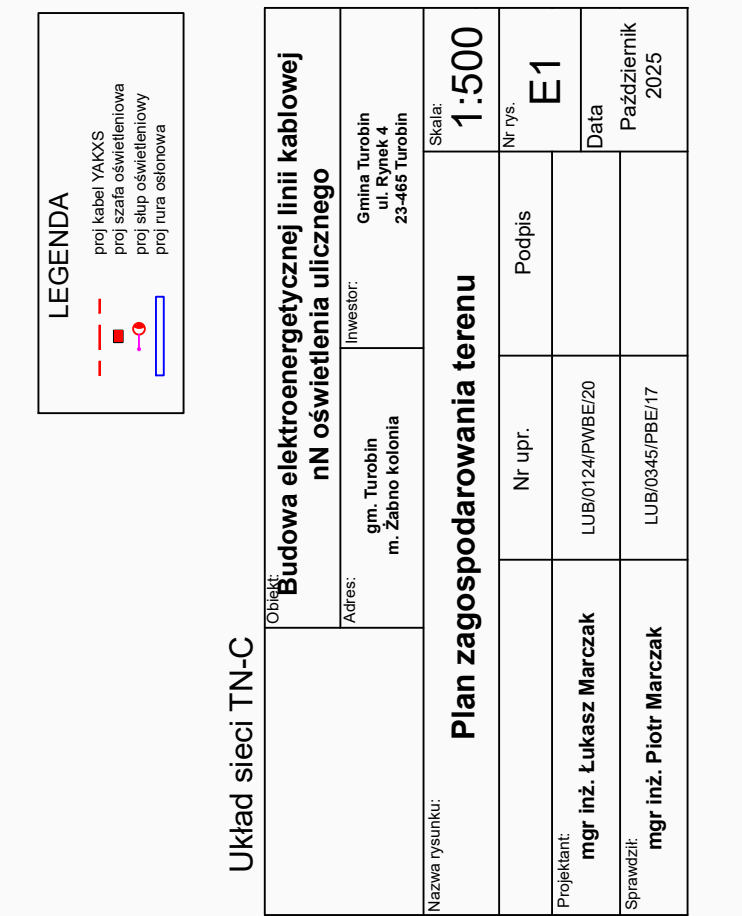 LEGENDA
proj kabel YAKXS
proj szafa oświetleniowa
proj słup oświetleniowy
proj rura osłonowa
Układ sieci TN-C
Obiekt:
Budowa elektroenergetycznej linii kablowej
nN oświetlenia ulicznego
Adres:
gm. Turobin
m. Żabno kolonia
Inwestor:
Gmina Turobin
ul. Rynek 4
23-465 Turobin
Nazwa rysunku:
Plan zagospodarowania terenu
Skala:
1:500
Nr upr.
Podpis
Nr rys.
E1
Projektant:
mgr inż. Łukasz Marczak
LUB/0124/PWBE/20
Data
Październik
2025
Sprawdził:
mgr inż. Piotr Marczak
LUB/0345/PBE/17